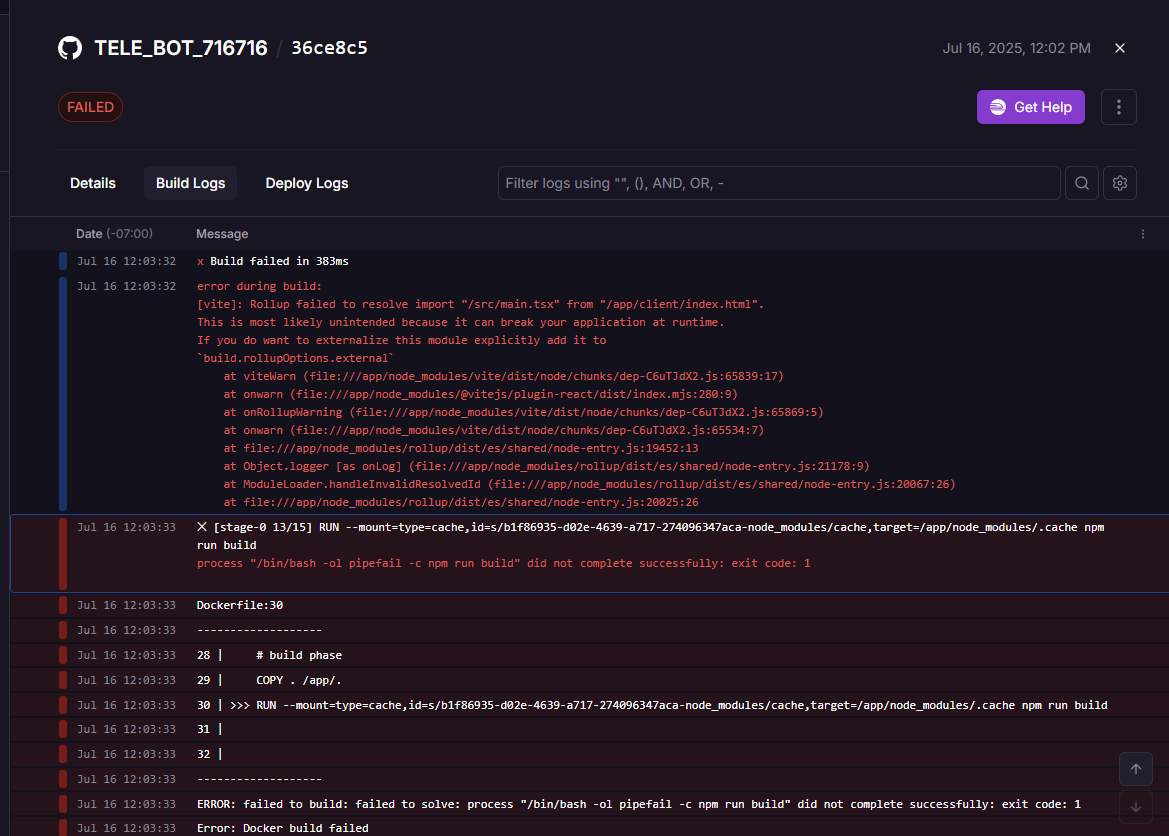 TELE_BOT_716716 / 36ce8c5
Jul 16, 2025, 12:02 PM
FAILED
Get Help
Details
Build Logs
Deploy Logs
Filter logs using "", (), AND, OR, -
Date (-07:00)
Message
Jul 16 12:03:32 x Build failed in 383ms
Jul 16 12:03:32 error during build:
[vite]: Rollup failed to resolve import "/src/main.tsx" from "/app/client/index.html".
This is most likely unintended because it can break your application at runtime.
If you do want to externalize this module explicitly add it to
`build.rollupOptions.external`
at viteWarn (file:///app/node_modules/vite/dist/node/chunks/dep-C6uTJdX2.js:65839:17)
at onwarn (file:///app/node_modules/@vitejs/plugin-react/dist/index.mjs:280:9)
at onRollupWarning (file:///app/node_modules/vite/dist/node/chunks/dep-C6uTJdX2.js:65869:5)
at onwarn (file:///app/node_modules/vite/dist/node/chunks/dep-C6uTJdX2.js:65534:7)
at file:///app/node_modules/rollup/dist/es/shared/node-entry.js:19452:13
at Object.logger [as onLog] (file:///app/node_modules/rollup/dist/es/shared/node-entry.js:21178:9)
at ModuleLoader.handleInvalidResolvedId (file:///app/node_modules/rollup/dist/es/shared/node-entry.js:20067:26)
at file:///app/node_modules/rollup/dist/es/shared/node-entry.js:20025:26
Jul 16 12:03:33 ✕ [stage-0 13/15] RUN --mount=type=cache,id=s/b1f86935-d02e-4639-a717-274096347aca-node_modules/cache,target=/app/node_modules/.cache npm
run build
process "/bin/bash -ol pipefail -c npm run build" did not complete successfully: exit code: 1
Jul 16 12:03:33 Dockerfile:30
Jul 16 12:03:33 -------------------
Jul 16 12:03:33 28 | # build phase
Jul 16 12:03:33 29 | COPY . /app/.
Jul 16 12:03:33 30 | >>> RUN --mount=type=cache,id=s/b1f86935-d02e-4639-a717-274096347aca-node_modules/cache,target=/app/node_modules/.cache npm run build
Jul 16 12:03:33 31 |
Jul 16 12:03:33 32 |
Jul 16 12:03:33 -------------------
Jul 16 12:03:33 ERROR: failed to build: failed to solve: process "/bin/bash -ol pipefail -c npm run build" did not complete successfully: exit code: 1
Jul 16 12:03:33 Error: Docker build failed